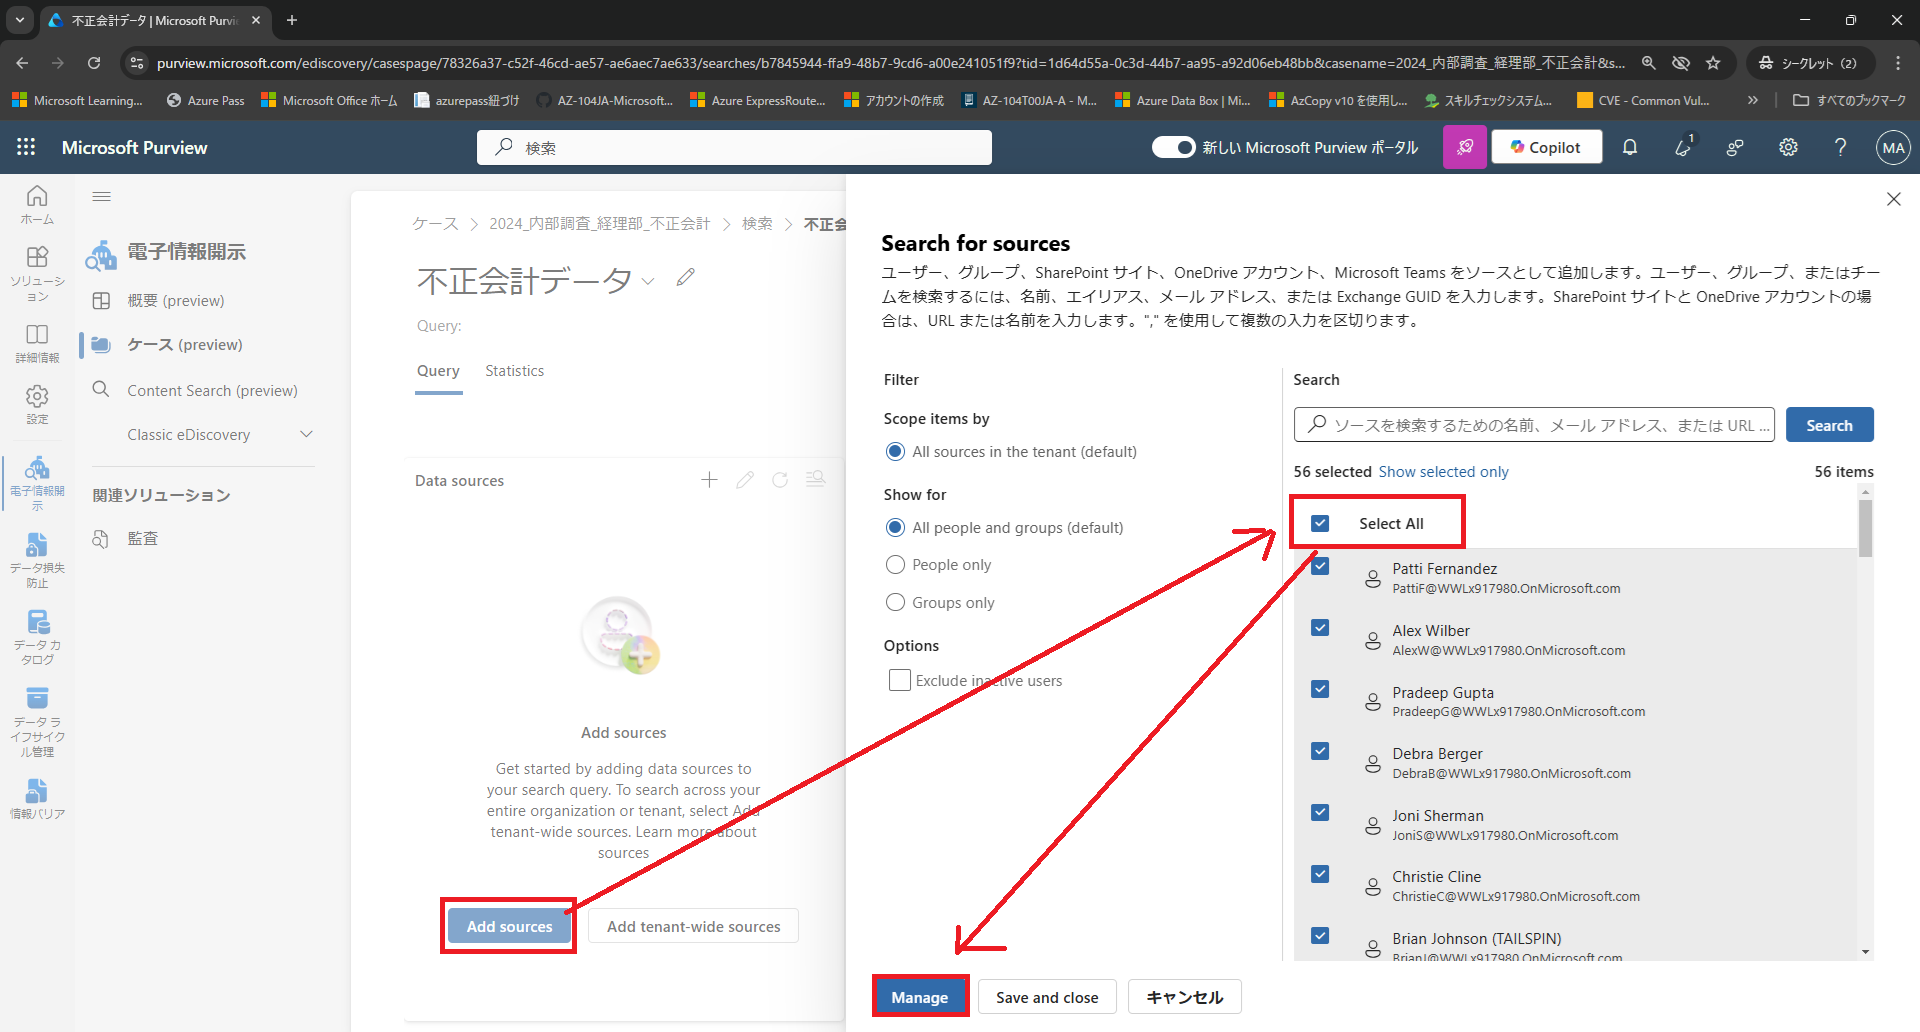 不正会計データ | Microsoft Purvi
purview.microsoft.com/ediscovery/casespage/78326a37-c52f-46cd-ae57-ae6aec7ae633/searches/b7845944-ffa9-48b7-9cd6-a00e241051f9?tid=1d64d55a-0c3d-44b7-aa95-a92d06eb48bb&casename=2024_内部調査_経理部_不正会計&s...
シークレット (2)
Microsoft Learning...
Azure Pass
Microsoft Office ホーム
azurepass紐づけ
AZ-104JA-Microsoft...
Azure ExpressRoute...
アカウントの作成
AZ-104T00JA-A - M...
Azure Data Box | Mi...
AzCopy v10 を使用し...
スキルチェックシステム...
CVE - Common Vul...
»
すべてのブックマーク
Microsoft Purview
検索
新しい Microsoft Purview ポータル
Copilot
1
MA
ホーム
ソリューシ
ョン
詳細情報
設定
電子情報開
示
データ損失
防止
データ カ
タログ
データ ラ
イフサイク
ル管理
情報バリア
電子情報開示
概要 (preview)
ケース (preview)
Content Search (preview)
Classic eDiscovery
関連ソリューション
監査
ケース > 2024_内部調査_経理部_不正会計 > 検索 > 不正会
不正会計データ
Query:
Query
Statistics
Data sources
Add sources
Get started by adding data sources to
your search query. To search across your
entire organization or tenant, select Add
tenant-wide sources. Learn more about
sources
Add sources
Add tenant-wide sources
Search for sources
ユーザー、グループ、SharePoint サイト、OneDrive アカウント、Microsoft Teams をソースとして追加します。ユーザー、グループ、またはチー
ムを検索するには、名前、エイリアス、メール アドレス、または Exchange GUID を入力します。SharePoint サイトと OneDrive アカウントの場
合は、URL または名前を入力します。"," を使用して複数の入力を区切ります。
Filter
Scope items by
All sources in the tenant (default)
Show for
All people and groups (default)
People only
Groups only
Options
Exclude inactive users
Search
ソースを検索するための名前、メール アドレス、または URL ...
Search
56 selected Show selected only
56 items
Select All
Patti Fernandez
PattiF@WWLx917980.OnMicrosoft.com
Alex Wilber
AlexW@WWLx917980.OnMicrosoft.com
Pradeep Gupta
PradeepG@WWLx917980.OnMicrosoft.com
Debra Berger
DebraB@WWLx917980.OnMicrosoft.com
Joni Sherman
JoniS@WWLx917980.OnMicrosoft.com
Christie Cline
ChristieC@WWLx917980.OnMicrosoft.com
Brian Johnson (TAILSPIN)
BrianJ@WWLx917980.OnMicrosoft.com
Manage
Save and close
キャンセル